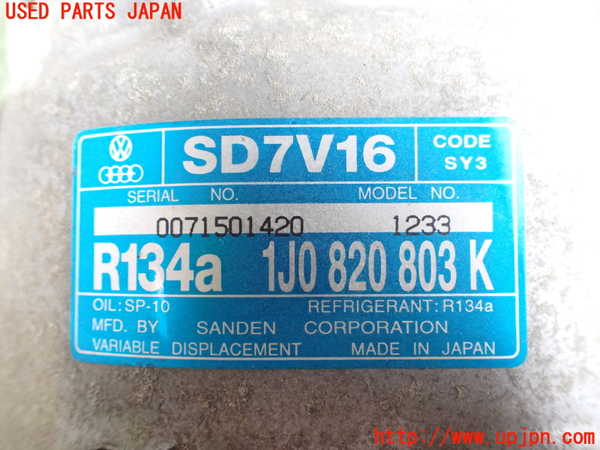 USED PARTS JAPAN
SD7V16
CODE
SY3
SERIAL NO. MODEL NO.
0071501420 1233
R134a 1J0 820 803 K
OIL:SP-10 REFRIGERANT:R134a
MFD. BY SANDEN CORPORATION
VARIABLE DISPLACEMENT MADE IN JAPAN
http://www.upjpn.com